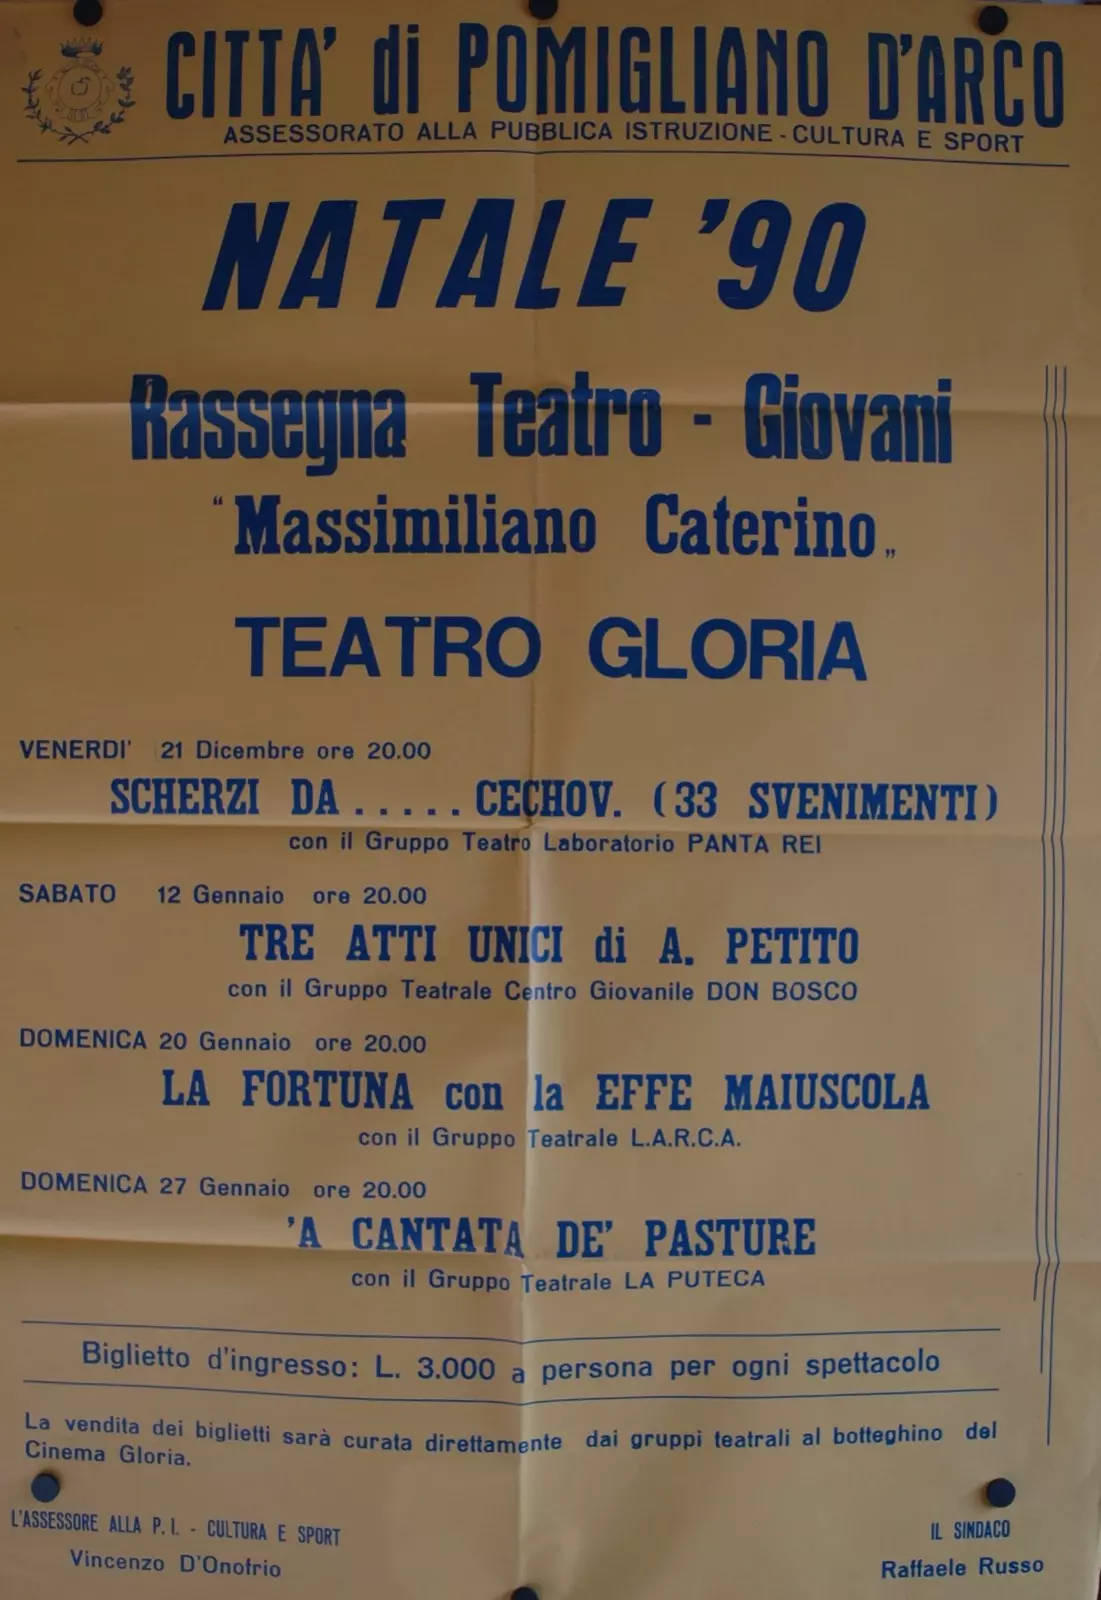 CITTA' di POMIGLIANO D'ARCO
ASSESSORATO ALLA PUBBLICA ISTRUZIONE - CULTURA E SPORT
NATALE '90
Rassegna Teatro - Giovani
“Massimiliano Caterino„
TEATRO GLORIA
VENERDI' 21 Dicembre ore 20.00
SCHERZI DA ..... CECHOV. (33 SVENIMENTI)
con il Gruppo Teatro Laboratorio PANTA REI
SABATO 12 Gennaio ore 20.00
TRE ATTI UNICI di A. PETITO
con il Gruppo Teatrale Centro Giovanile DON BOSCO
DOMENICA 20 Gennaio ore 20.00
LA FORTUNA con la EFFE MAIUSCOLA
con il Gruppo Teatrale L.A.R.C.A.
DOMENICA 27 Gennaio ore 20.00
'A CANTATA DE' PASTURE
con il Gruppo Teatrale LA PUTECA
Biglietto d'ingresso: L. 3.000 a persona per ogni spettacolo
La vendita dei biglietti sarà curata direttamente dai gruppi teatrali al botteghino del
Cinema Gloria.
L'ASSESSORE ALLA P.I. - CULTURA E SPORT
Vincenzo D'Onofrio
IL SINDACO
Raffaele Russo